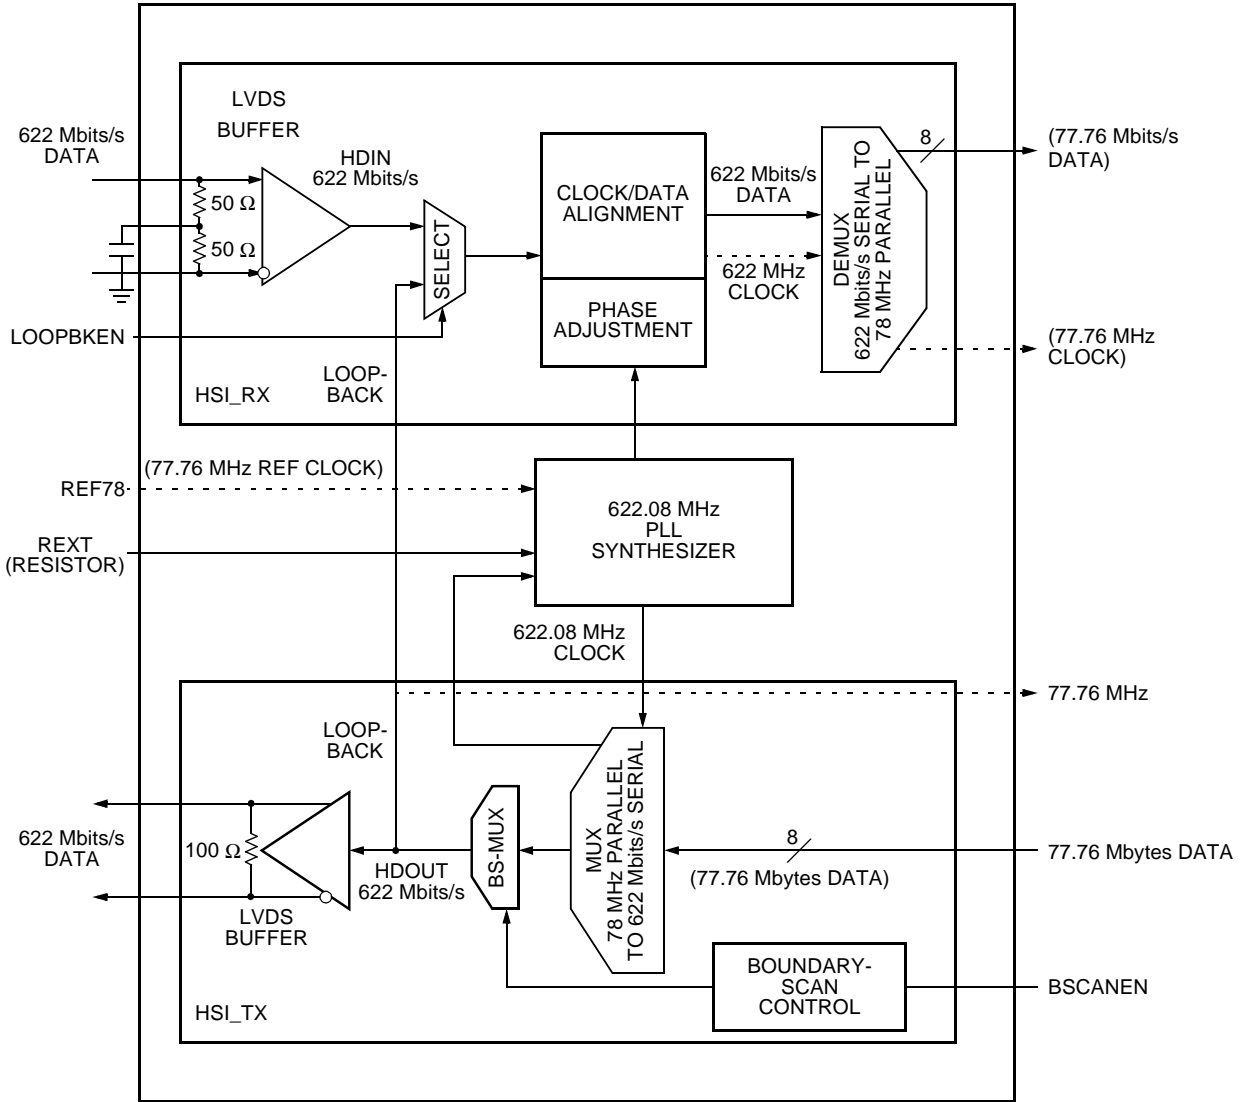 LVDS
BUFFER
622 Mbits/s
DATA
HDIN
622 Mbits/s
50 Ω
50 Ω
SELECT
LOOPBKEN
LOOP-
BACK
HSI_RX
CLOCK/DATA
ALIGNMENT
PHASE
ADJUSTMENT
622 Mbits/s
DATA
622 MHz
CLOCK
DEMUX
622 Mbits/s SERIAL TO
78 MHz PARALLEL
8
(77.76 Mbits/s
DATA)
(77.76 MHz
CLOCK)
(77.76 MHz REF CLOCK)
REF78
REXT
(RESISTOR)
622.08 MHz
PLL
SYNTHESIZER
622.08 MHz
CLOCK
77.76 MHz
LOOP-
BACK
622 Mbits/s
DATA
100 Ω
LVDS
BUFFER
HDOUT
622 Mbits/s
BS-MUX
MUX
78 MHz PARALLEL
TO 622 Mbits/s SERIAL
8
(77.76 Mbytes DATA)
77.76 Mbytes DATA
BOUNDARY-
SCAN
CONTROL
BSCANEN
HSI_TX